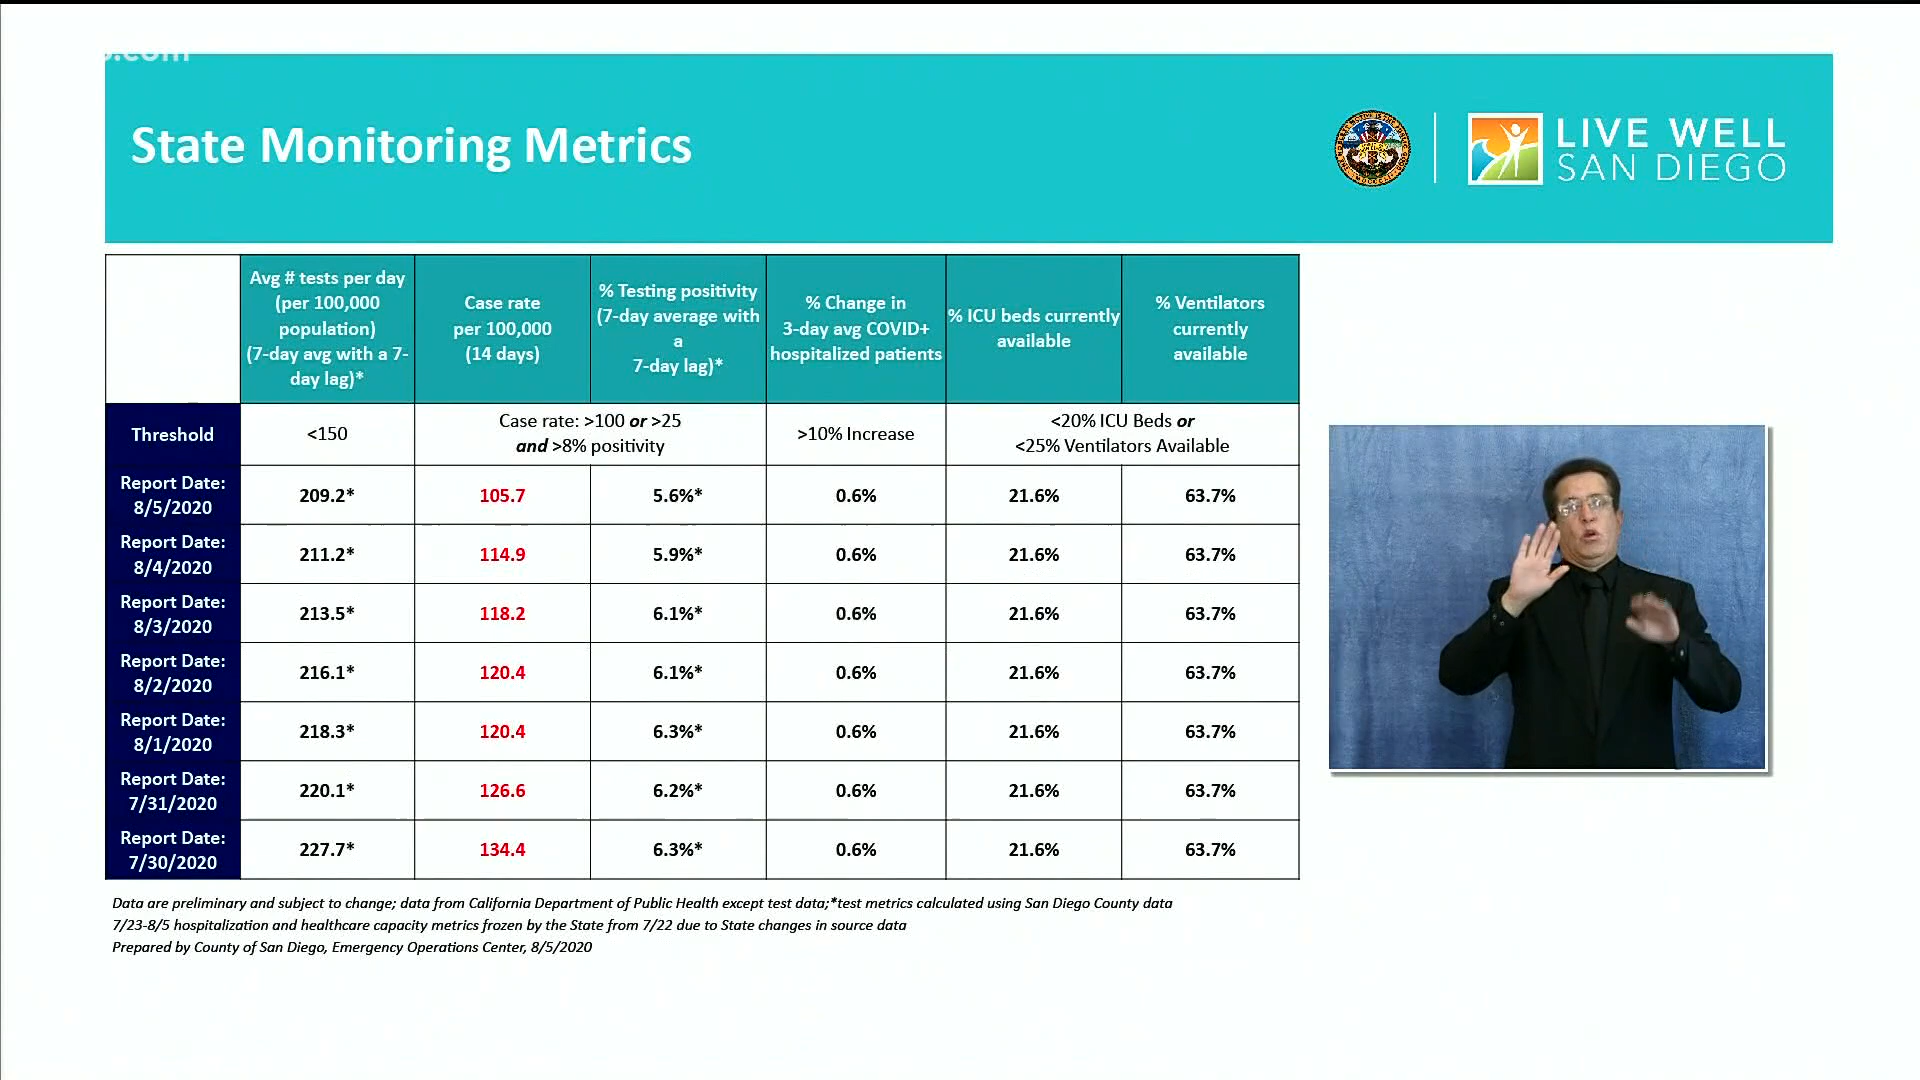 .com
State Monitoring Metrics
LIVE WELL
SAN DIEGO
Avg # tests per day
(per 100,000
population)
(7-day avg with a 7-
day lag)*
Case rate
per 100,000
(14 days)
% Testing positivity
(7-day average with
a
7-day lag)*
% Change in
3-day avg COVID+
hospitalized patients
% ICU beds currently
available
% Ventilators
currently
available
Threshold
<150
Case rate: >100 or >25
and >8% positivity
>10% Increase
<20% ICU Beds or
<25% Ventilators Available
Report Date:
8/5/2020
209.2*
105.7
5.6%*
0.6%
21.6%
63.7%
Report Date:
8/4/2020
211.2*
114.9
5.9%*
0.6%
21.6%
63.7%
Report Date:
8/3/2020
213.5*
118.2
6.1%*
0.6%
21.6%
63.7%
Report Date:
8/2/2020
216.1*
120.4
6.1%*
0.6%
21.6%
63.7%
Report Date:
8/1/2020
218.3*
120.4
6.3%*
0.6%
21.6%
63.7%
Report Date:
7/31/2020
220.1*
126.6
6.2%*
0.6%
21.6%
63.7%
Report Date:
7/30/2020
227.7*
134.4
6.3%*
0.6%
21.6%
63.7%
Data are preliminary and subject to change; data from California Department of Public Health except test data;*test metrics calculated using San Diego County data
7/23-8/5 hospitalization and healthcare capacity metrics frozen by the State from 7/22 due to State changes in source data
Prepared by County of San Diego, Emergency Operations Center, 8/5/2020